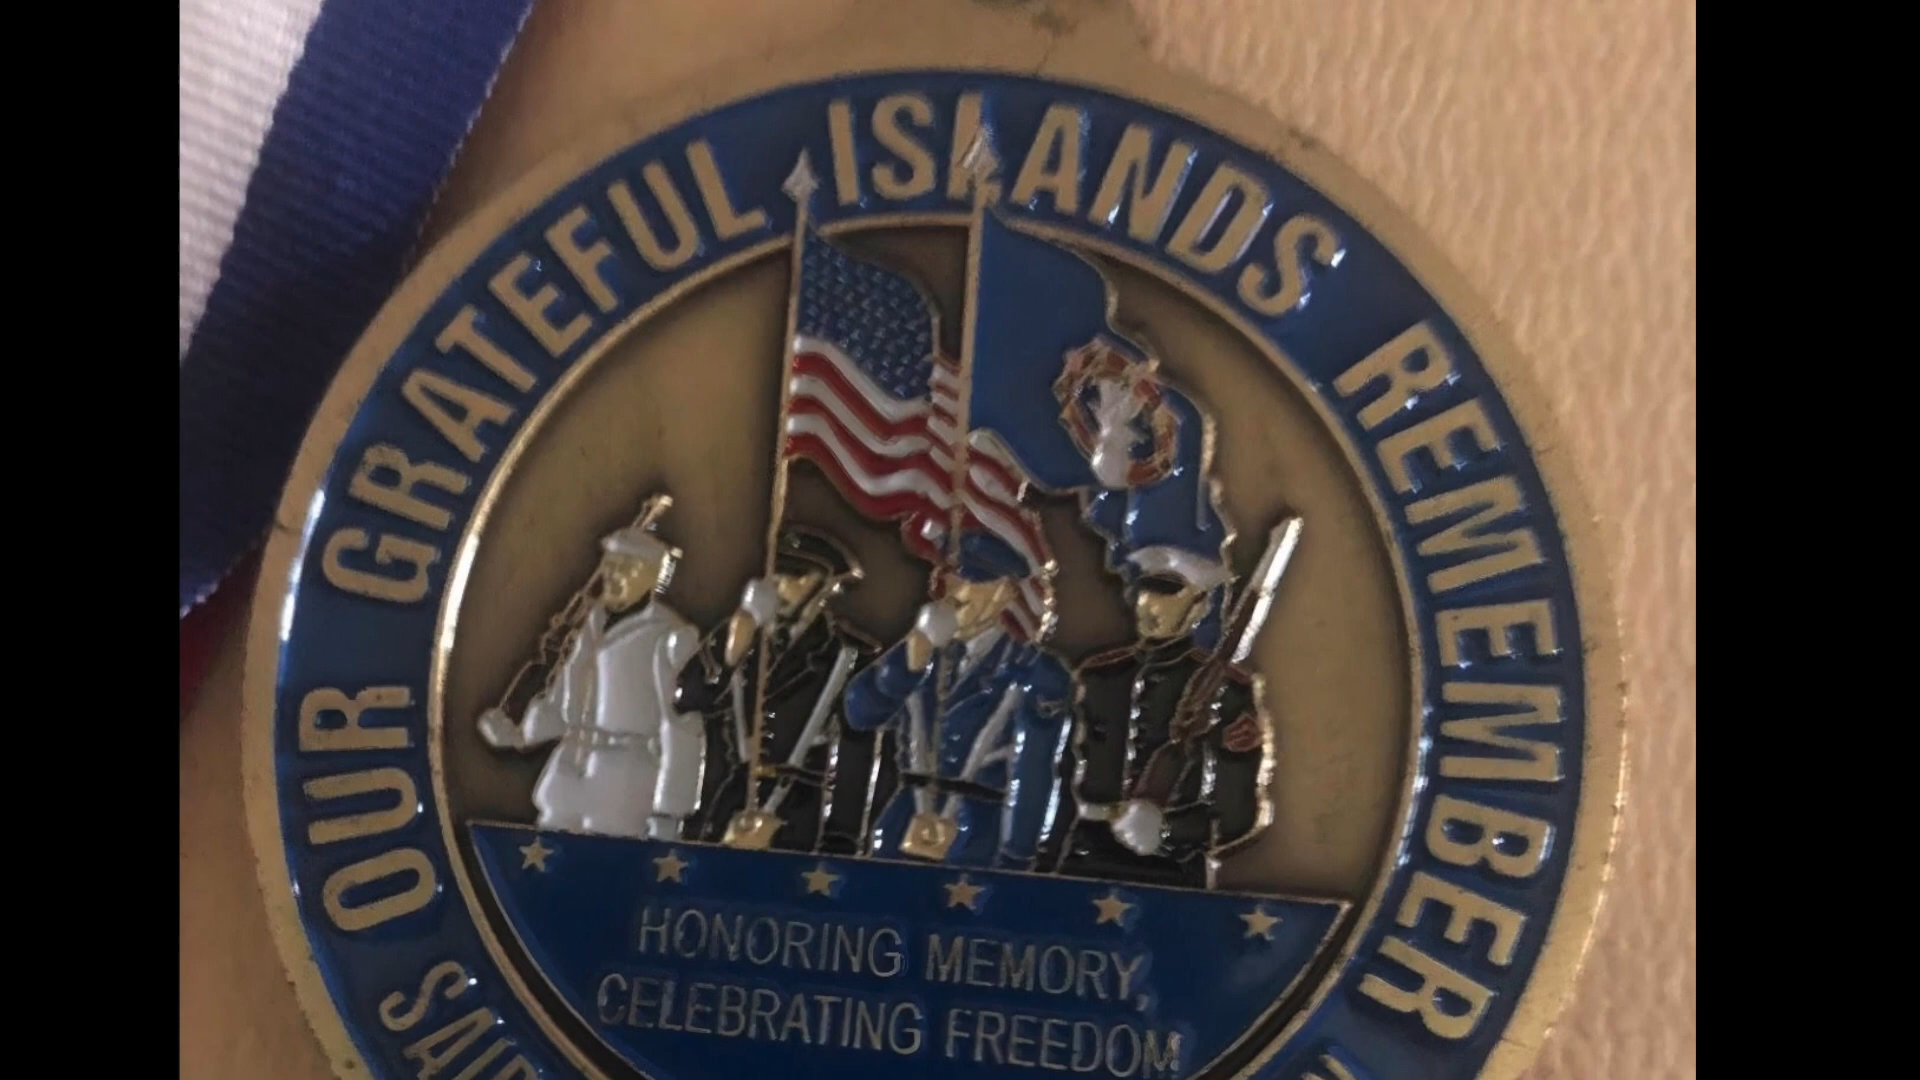 OUR GRATEFUL ISLANDS REMEMBER
HONORING MEMORY,
CELEBRATING FREEDOM